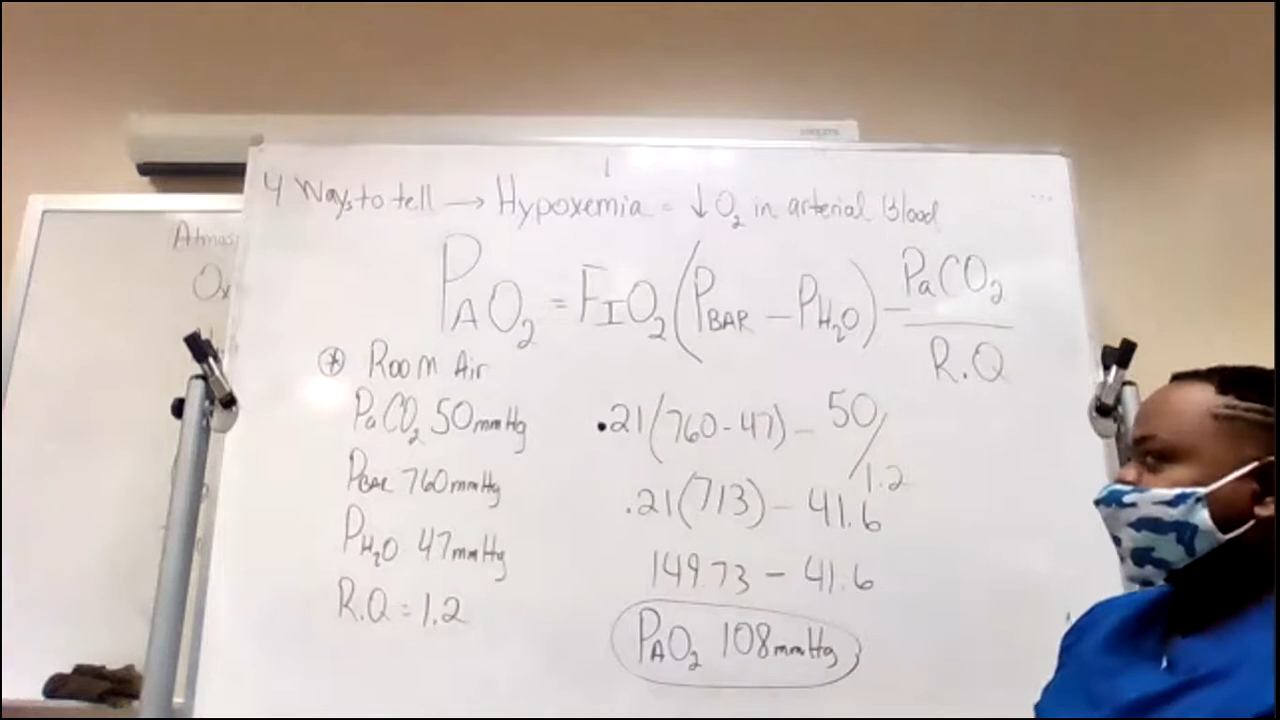 4 Ways to tell → Hypoxemia = ↓ O₂ in arterial Blood
PAO₂ = FIO₂ (PBAR - PH₂O) - PaCO₂
R.Q
Atmos
Ox
* Room Air
PaCO₂ 50mmHg
PBAR 760mmHg
PH₂O 47mmHg
R.Q = 1.2
.21(760-47) - 50/1.2
.21(713) - 41.6
149.73 - 41.6
PAO₂ 108mmHg